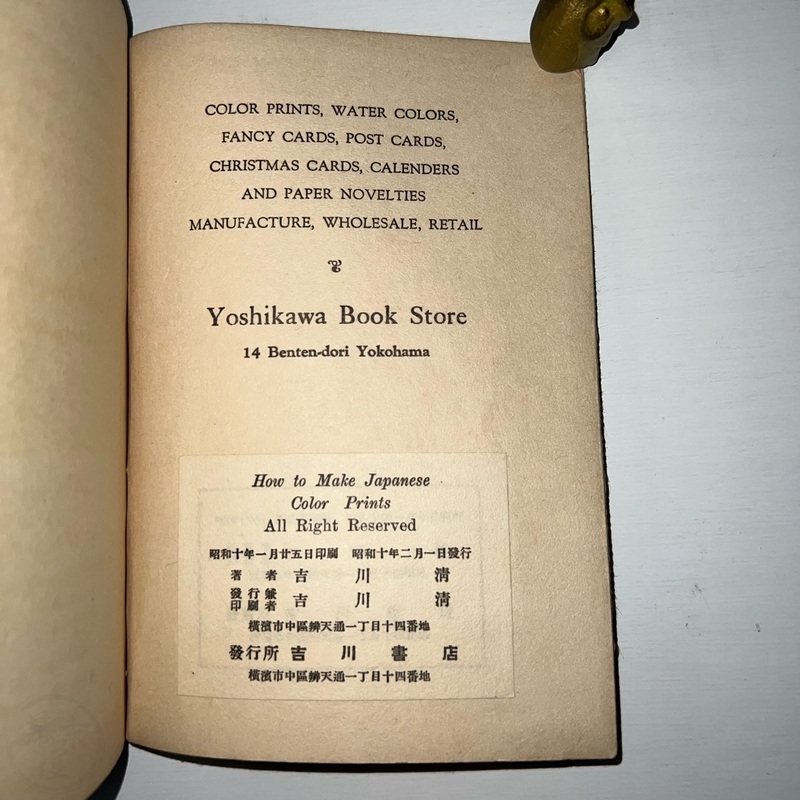 COLOR PRINTS, WATER COLORS,
FANCY CARDS, POST CARDS,
CHRISTMAS CARDS, CALENDERS
AND PAPER NOVELTIES
MANUFACTURE, WHOLESALE, RETAIL
Yoshikawa Book Store
14 Benten-dori Yokohama
How to Make Japanese
Color Prints
All Right Reserved
昭和十年一月廿五日印刷 昭和十年二月一日發行
著者 吉川清
發行兼印刷者 吉川清
橫濱市中區辨天通一丁目十四番地
發行所 吉川書店
橫濱市中區辨天通一丁目十四番地